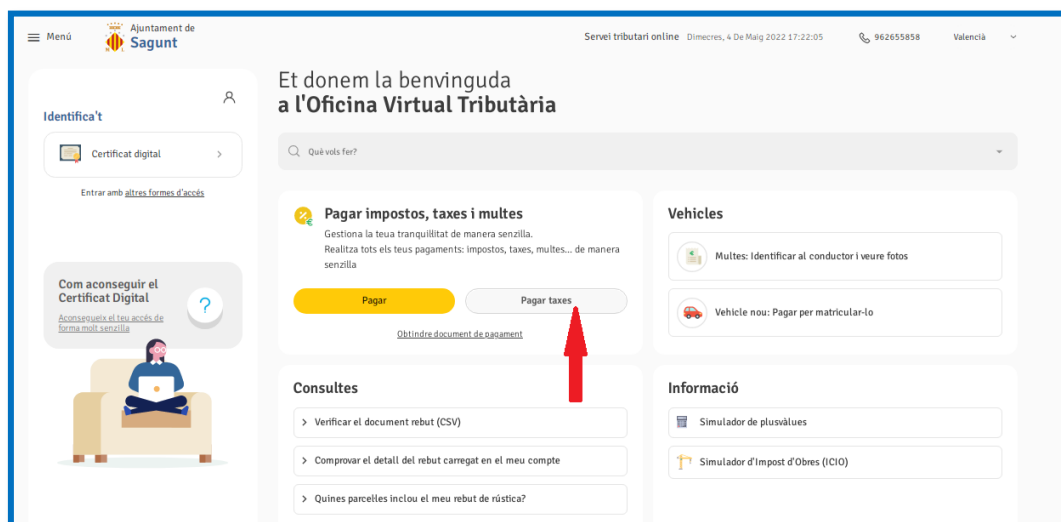 Menú
Ajuntament de
Sagunt
Servei tributari online Dimecres, 4 De Maig 2022 17:22:05
962655858
Valencià
Identifica't
Certificat digital
Entrar amb altres formes d'accés
Com aconseguir el
Certificat Digital
Aconsegueix el teu accés de
forma molt senzilla
?
Et donem la benvinguda
a l'Oficina Virtual Tributària
Què vols fer?
Pagar impostos, taxes i multes
Gestiona la teua tranquil·litat de manera senzilla.
Realitza tots els teus pagaments: impostos, taxes, multes... de manera
senzilla
Pagar
Pagar taxes
Obtindre document de pagament
Vehicles
Multes: Identificar al conductor i veure fotos
Vehicle nou: Pagar per matricular-lo
Consultes
Verificar el document rebut (CSV)
Comprovar el detall del rebut carregat en el meu compte
Quines parcel·les inclou el meu rebut de rústica?
Informació
Simulador de plusvàlues
Simulador d'Impost d'Obres (ICIO)